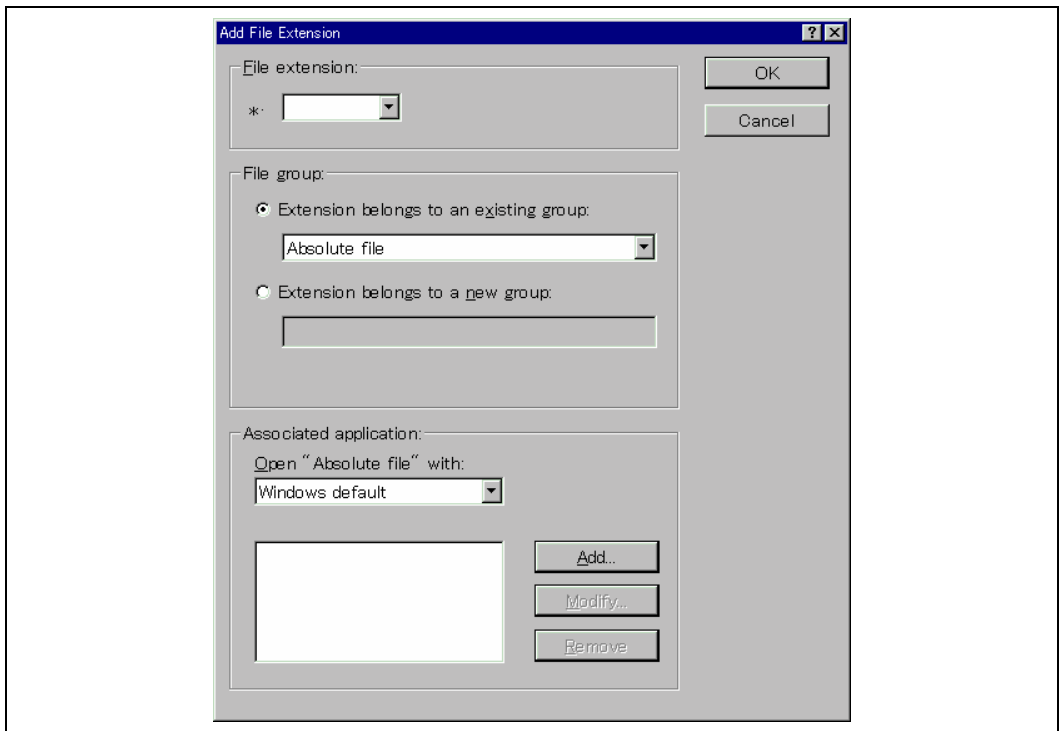 Add File Extension
File extension:
OK
*.
Cancel
File group:
Extension belongs to an existing group:
Absolute file
Extension belongs to a new group:
Associated application:
Open "Absolute file" with:
Windows default
Add...
Modify...
Remove